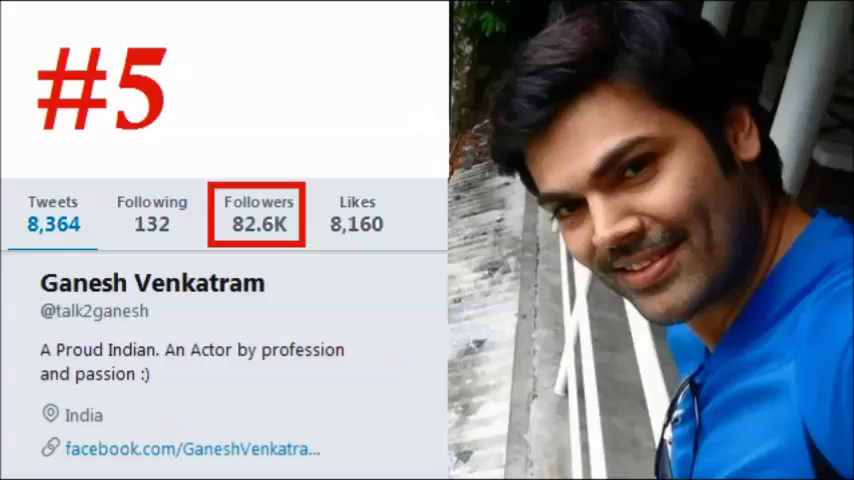 #5
Tweets Following Followers Likes
8,364 132 82.6K 8,160
Ganesh Venkatram
@talk2ganesh
A Proud Indian. An Actor by profession
and passion :)
India
facebook.com/GaneshVenkatra...